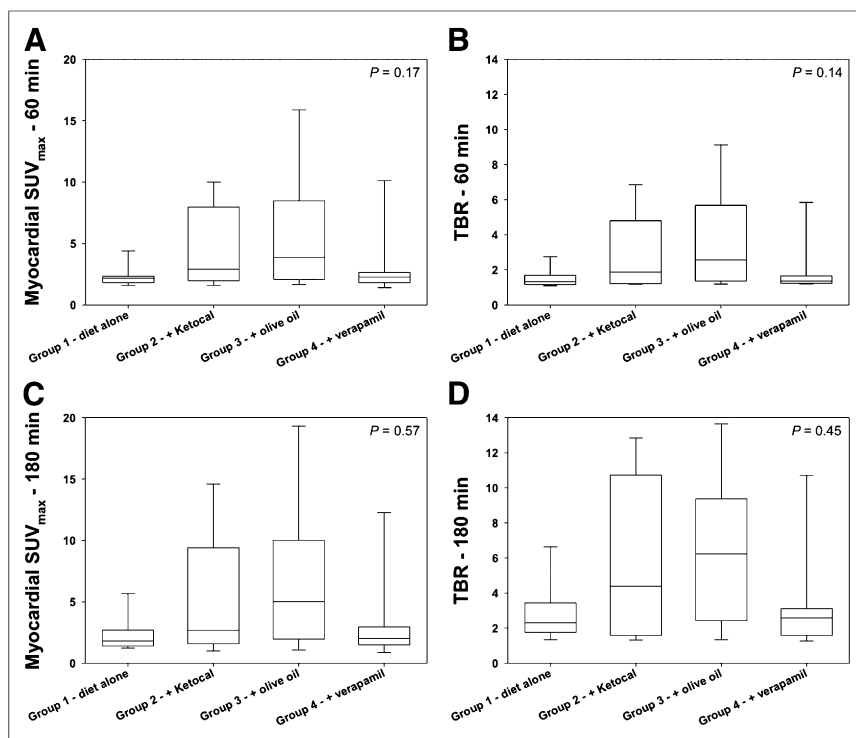 A
Myocardial SUVmax - 60 min
20
15
10
5
0
P = 0.17
Group 1 - diet alone
Group 2 - + Ketocal
Group 3 - + olive oil
Group 4 - + verapamil
B
TBR - 60 min
14
12
10
8
6
4
2
0
P = 0.14
Group 1 - diet alone
Group 2 - + Ketocal
Group 3 - + olive oil
Group 4 - + verapamil
C
Myocardial SUVmax - 180 min
20
15
10
5
0
P = 0.57
Group 1 - diet alone
Group 2 - + Ketocal
Group 3 - + olive oil
Group 4 - + verapamil
D
TBR - 180 min
14
12
10
8
6
4
2
0
P = 0.45
Group 1 - diet alone
Group 2 - + Ketocal
Group 3 - + olive oil
Group 4 - + verapamil